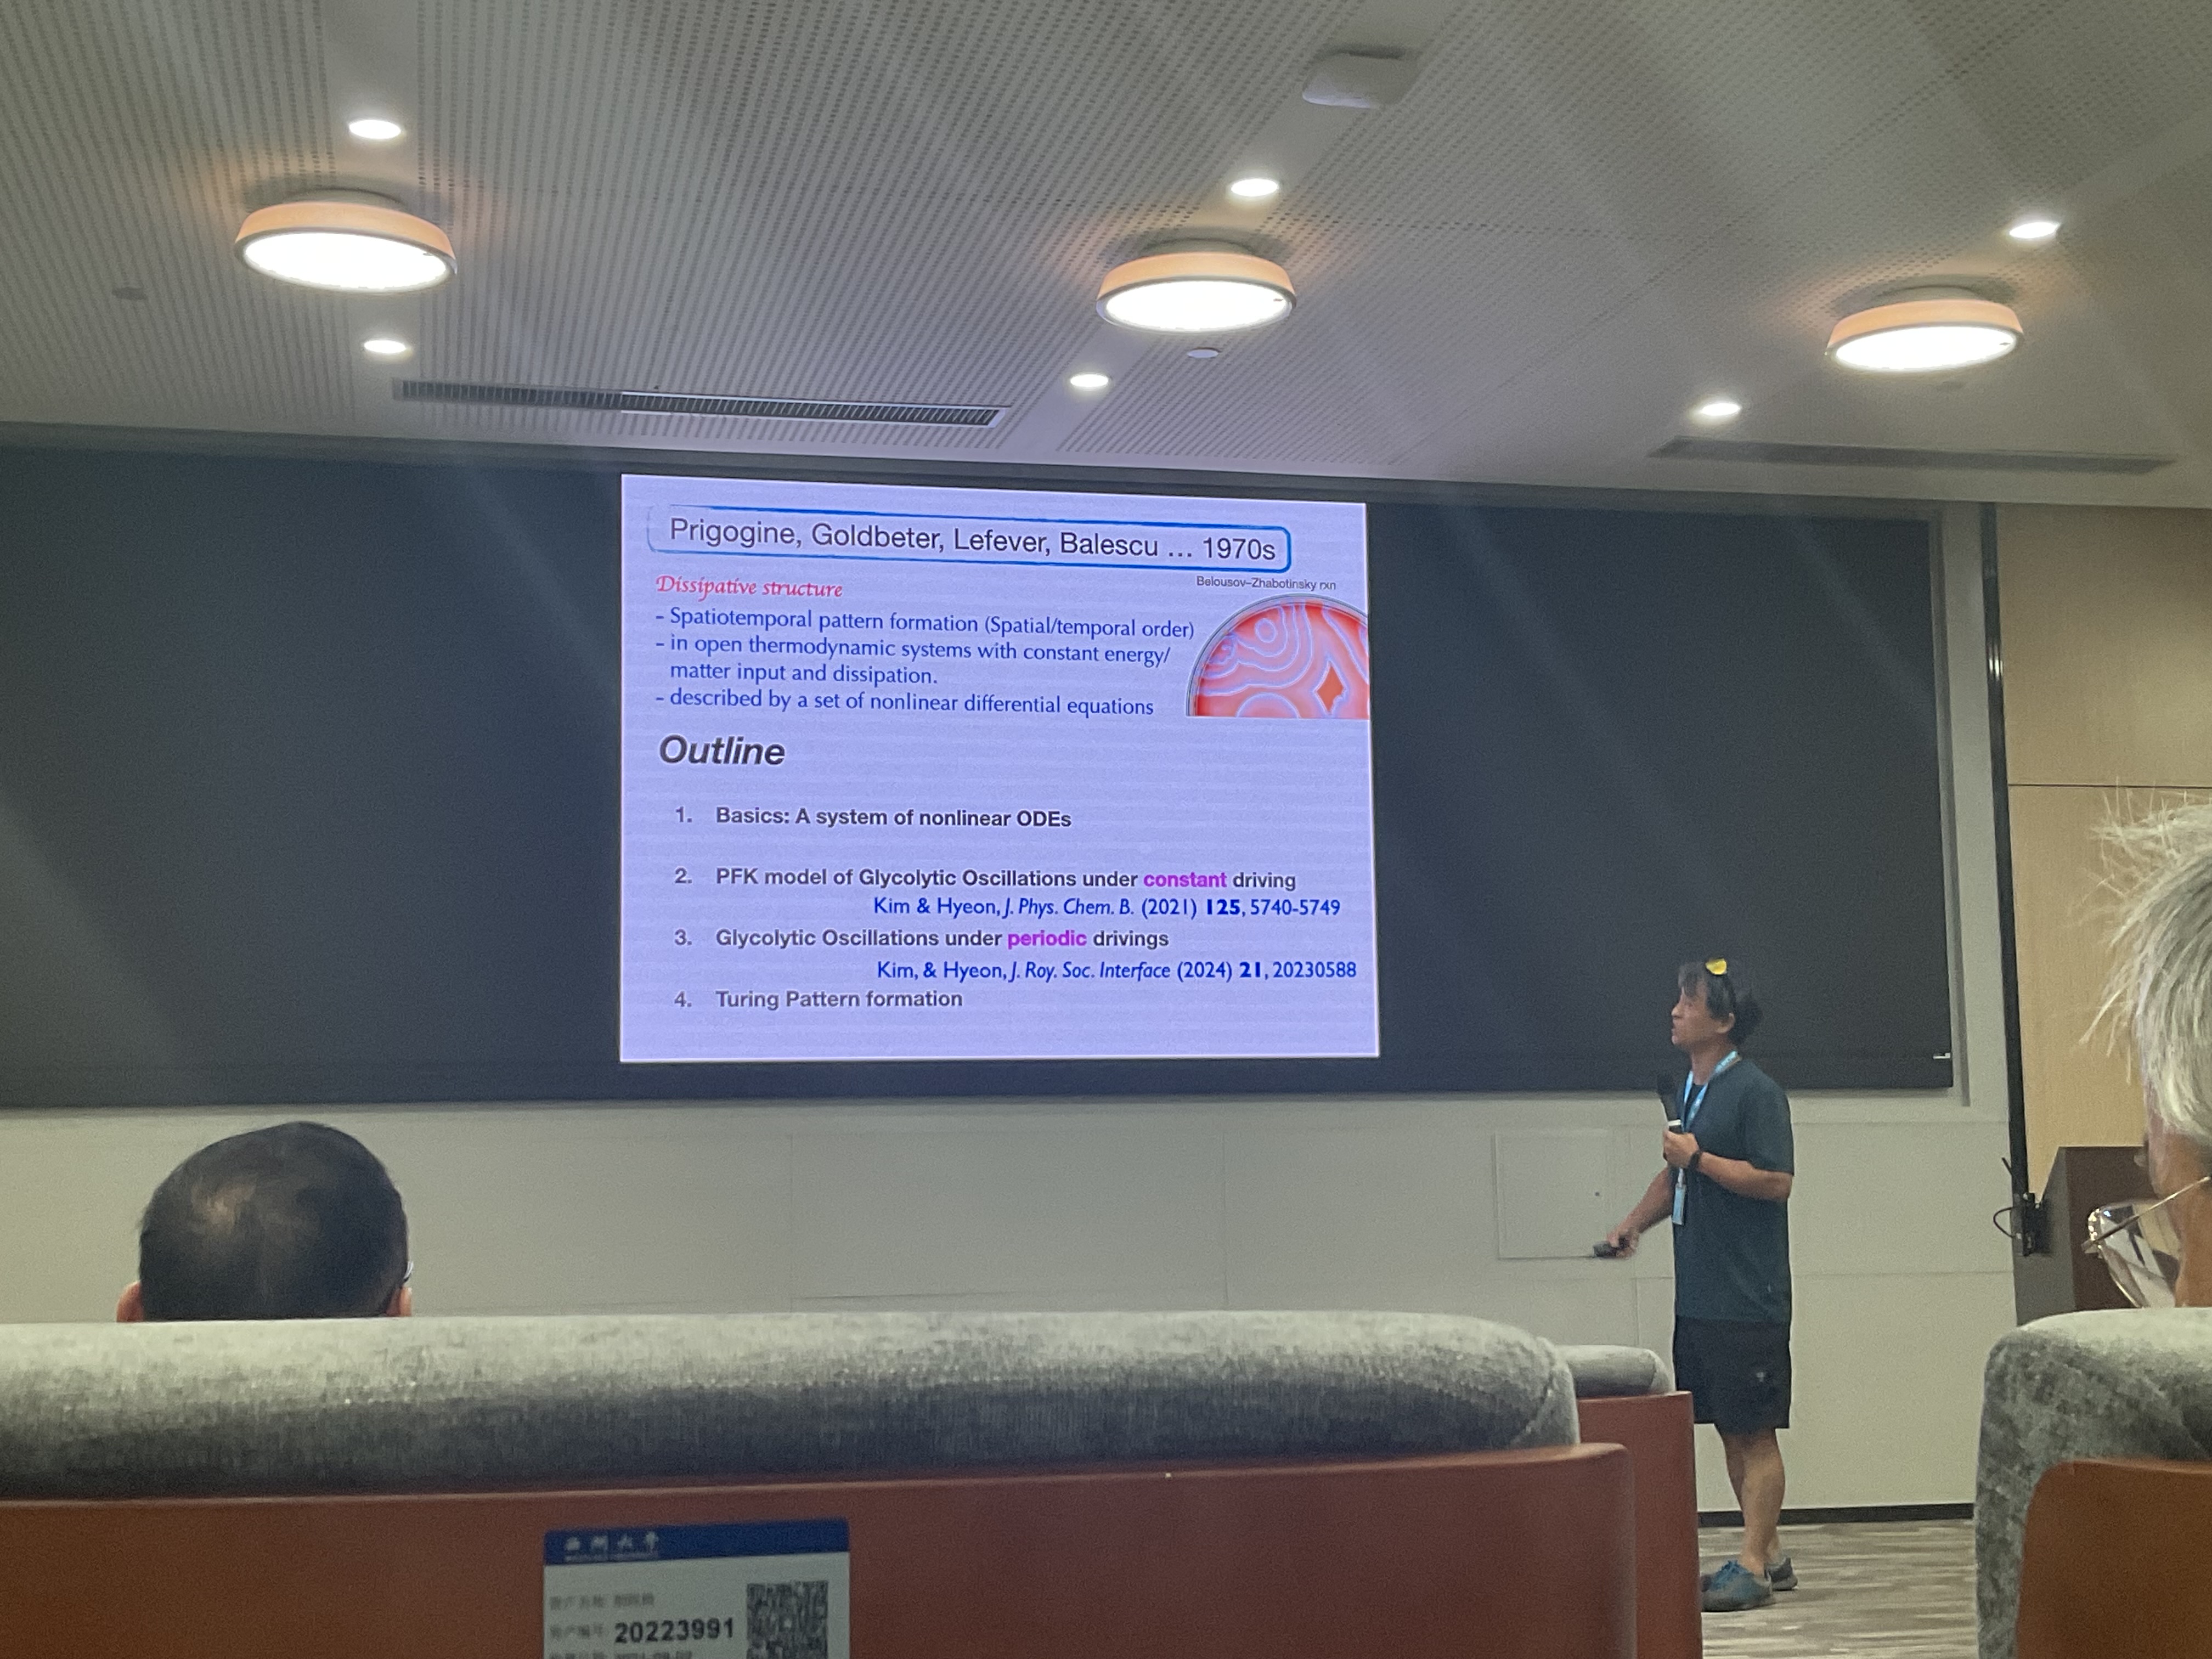 Prigogine, Goldbeter, Lefever, Balescu ... 1970s
Dissipative structure
Belousov–Zhabotinsky rxn
- Spatiotemporal pattern formation (Spatial/temporal order)
- in open thermodynamic systems with constant energy/
matter input and dissipation.
- described by a set of nonlinear differential equations
Outline
1. Basics: A system of nonlinear ODEs
2. PFK model of Glycolytic Oscillations under constant driving
Kim & Hyeon, J. Phys. Chem. B. (2021) 125, 5740-5749
3. Glycolytic Oscillations under periodic drivings
Kim, & Hyeon, J. Roy. Soc. Interface (2024) 21, 20230588
4. Turing Pattern formation
20223991